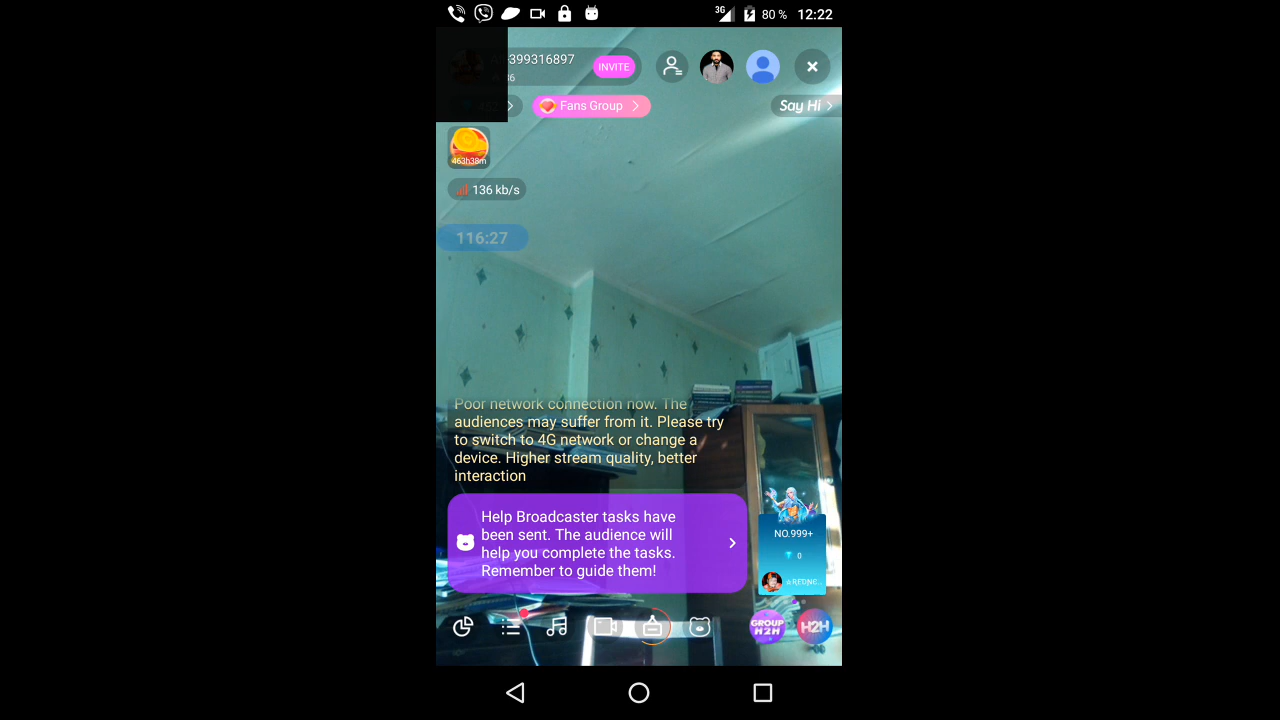 3G
80 %
12:22
399316897
INVITE
Fans Group
Say Hi
463h38m
136 kb/s
116:27
Poor network connection now. The
audiences may suffer from it. Please try
to switch to 4G network or change a
device. Higher stream quality, better
interaction
Help Broadcaster tasks have
been sent. The audience will
help you complete the tasks.
Remember to guide them!
NO.999+
0
GROUP
H2H
H2H